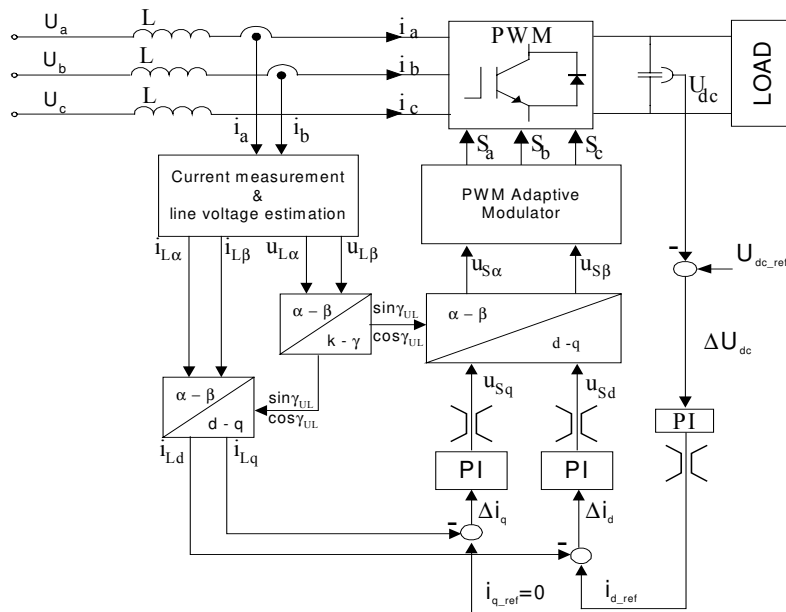 U_a
L
i_a
PWM
U_b
L
i_b
U_c
L
i_c
U_dc
LOAD
i_a
i_b
S_a
S_b
S_c
Current measurement
&
line voltage estimation
PWM Adaptive
Modulator
i_Lα
i_Lβ
u_Lα
u_Lβ
u_Sα
u_Sβ
-
U_dc_ref
α – β
k - γ
sinγ_UL
cosγ_UL
α – β
d - q
ΔU_dc
α – β
d - q
sinγ_UL
cosγ_UL
u_Sq
u_Sd
PI
i_Ld
i_Lq
PI
PI
Δi_q
Δi_d
-
-
i_q_ref=0
i_d_ref